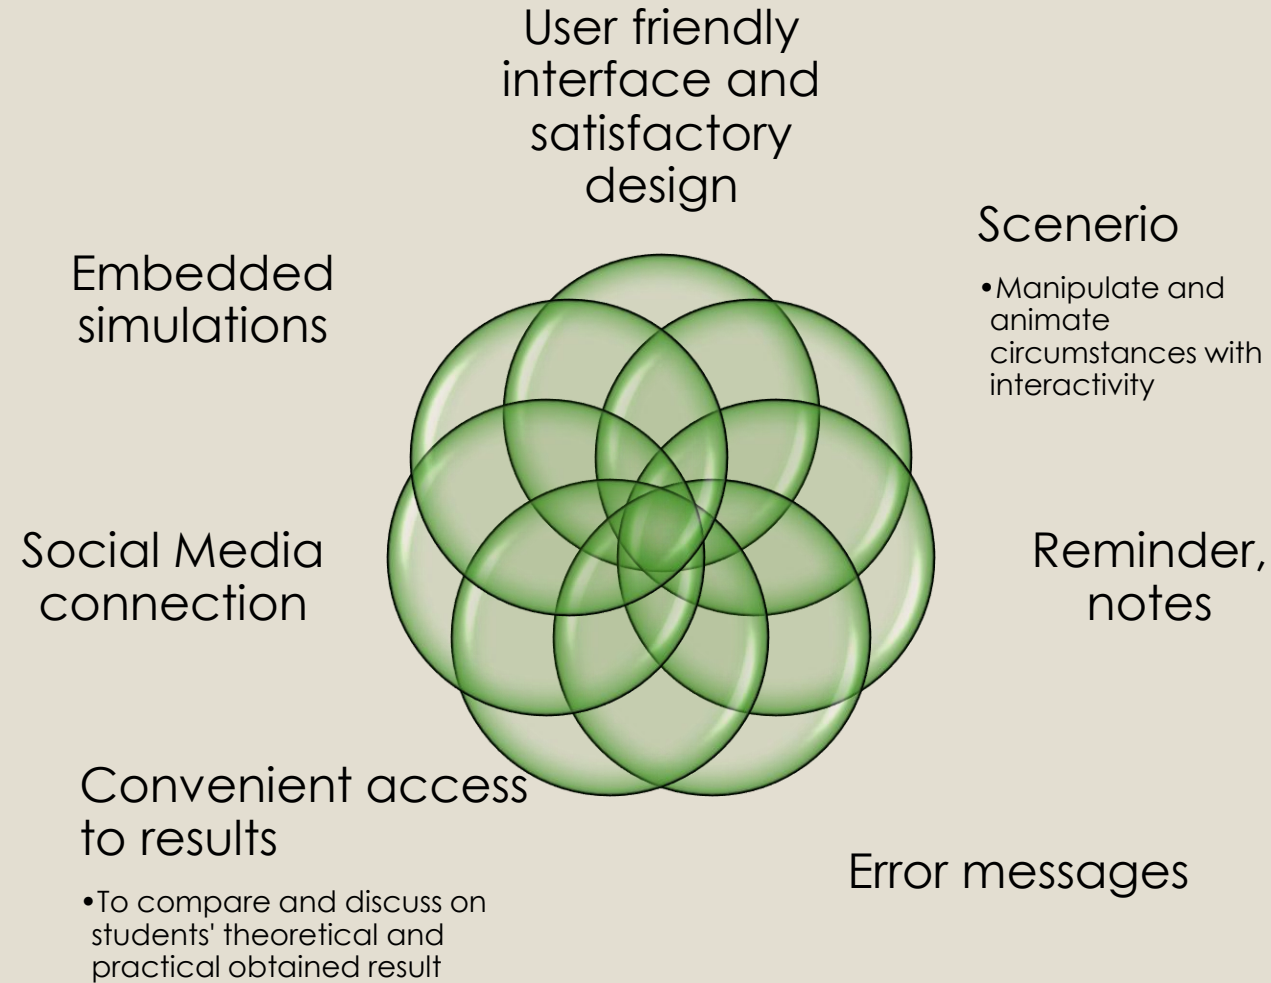 User friendly
interface and
satisfactory
design
Scenerio
•Manipulate and
animate
circumstances with
interactivity
Reminder,
notes
Error messages
Convenient access
to results
•To compare and discuss on
students' theoretical and
practical obtained result
Social Media
connection
Embedded
simulations